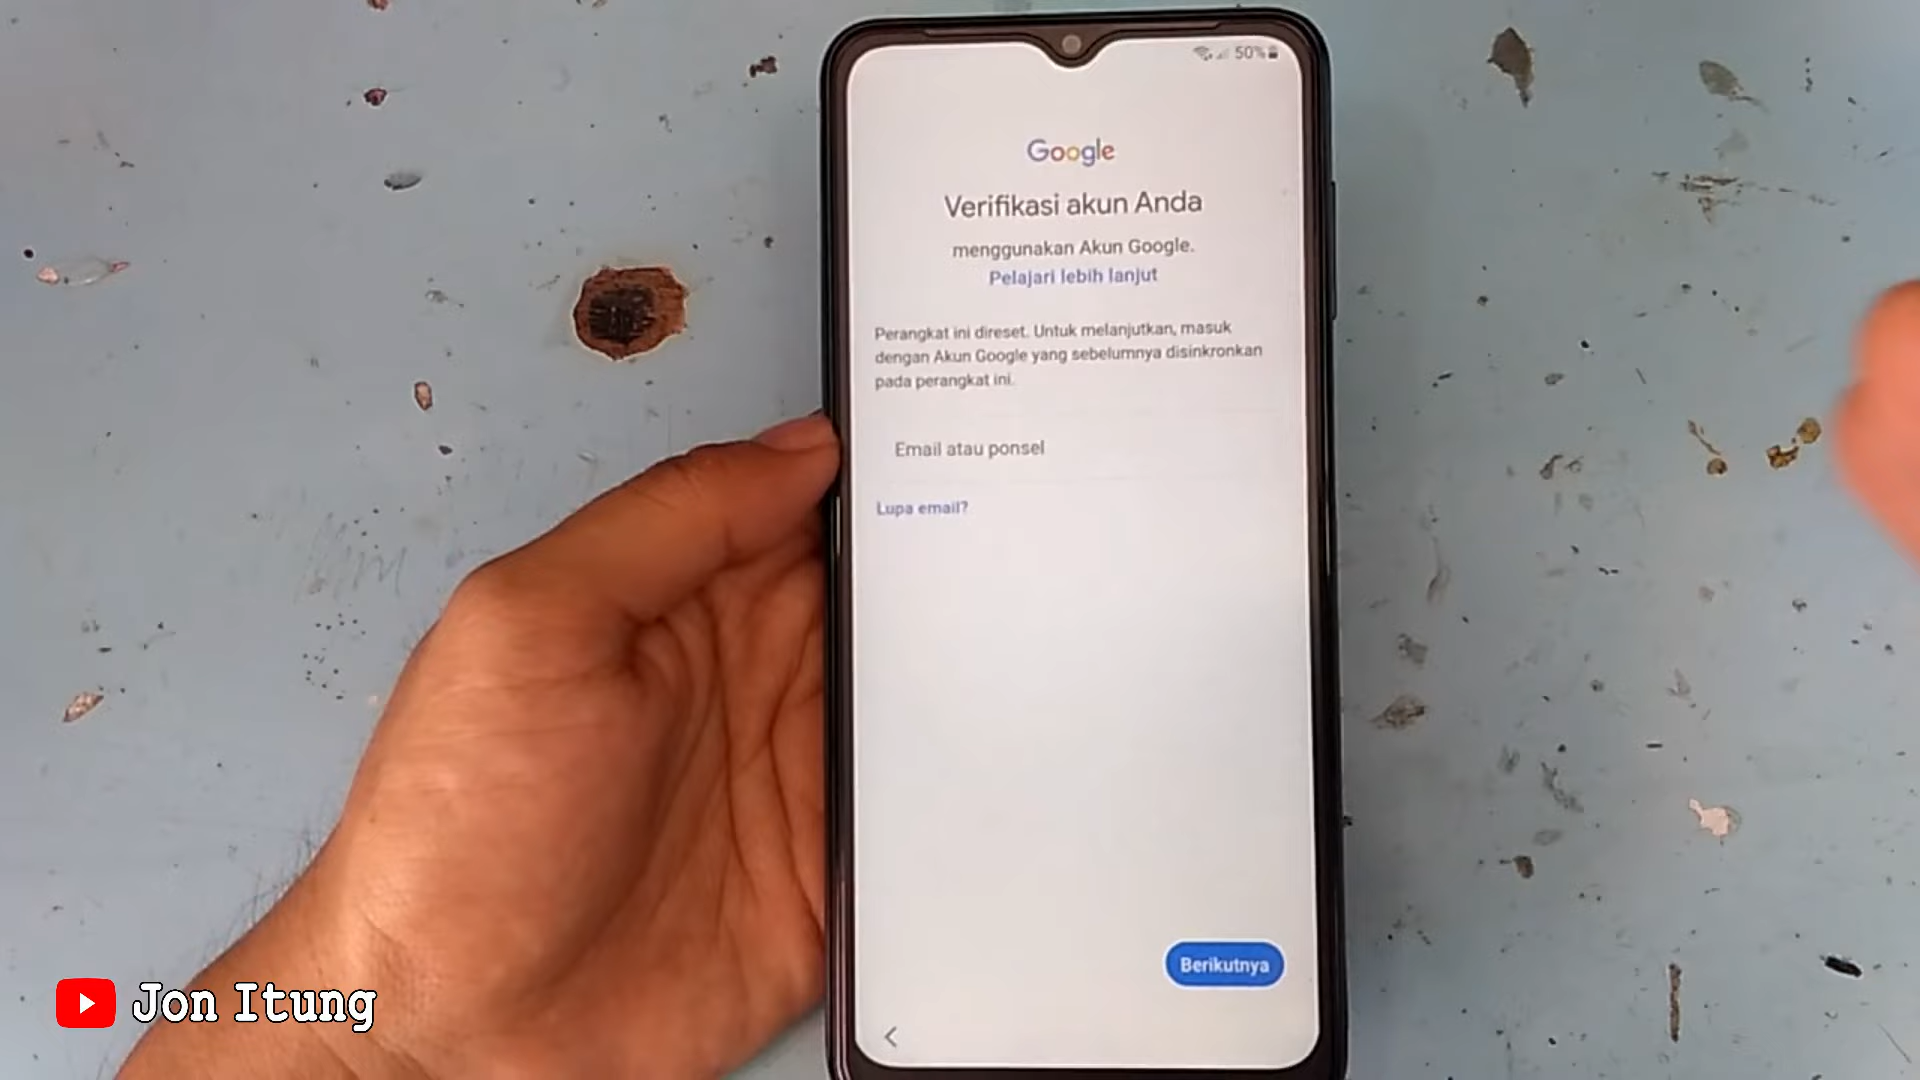 50%
Google
Verifikasi akun Anda
menggunakan Akun Google.
Pelajari lebih lanjut
Perangkat ini direset. Untuk melanjutkan, masuk
dengan Akun Google yang sebelumnya disinkronkan
pada perangkat ini.
Email atau ponsel
Lupa email?
Berikutnya
Jon Itung